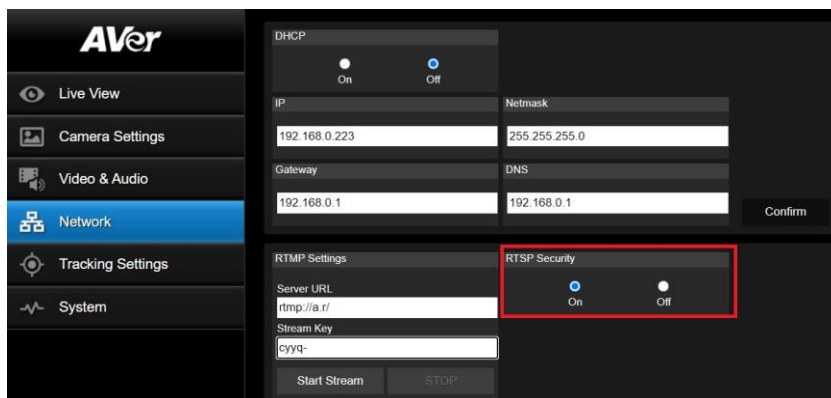 AVer
Live View
Camera Settings
Video & Audio
Network
Tracking Settings
System
DHCP
On Off
IP Netmask
192.168.0.223 255.255.255.0
Gateway DNS
192.168.0.1 192.168.0.1
Confirm
RTMP Settings RTSP Security
Server URL
On Off
rtmp://a.r/
Stream Key
cyyq-
Start Stream STOP